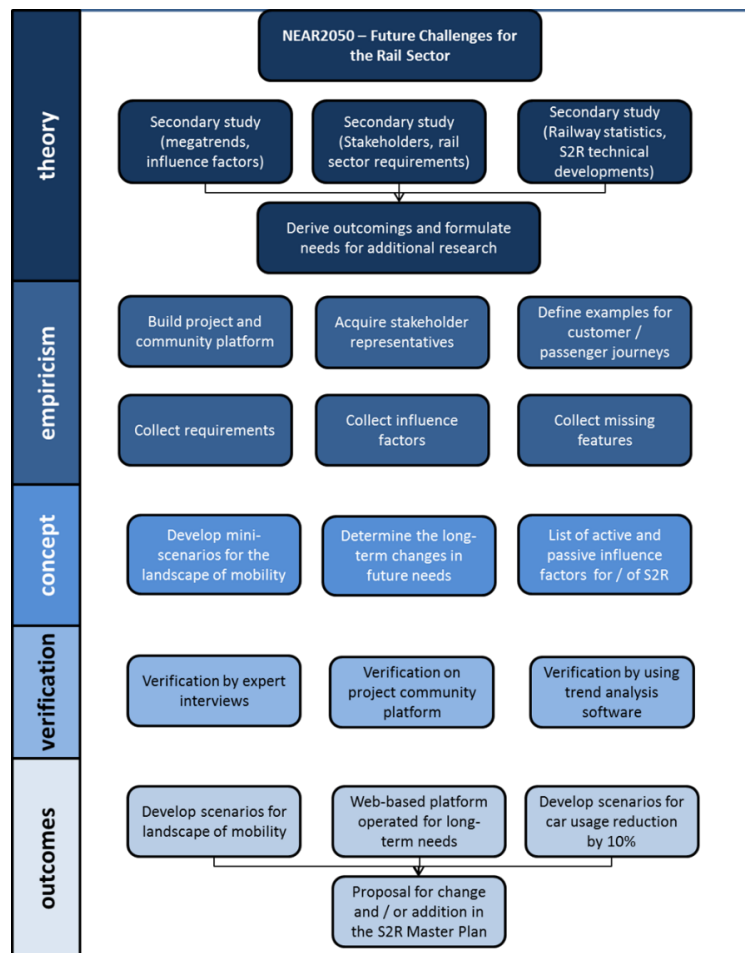 NEAR2050 – Future Challenges for
the Rail Sector
theory
Secondary study
(megatrends,
influence factors)
Secondary study
(Stakeholders, rail
sector requirements)
Secondary study
(Railway statistics,
S2R technical
developments)
Derive outcomings and formulate
needs for additional research
empiricism
Build project and
community platform
Acquire stakeholder
representatives
Define examples for
customer /
passenger journeys
Collect requirements
Collect influence
factors
Collect missing
features
concept
Develop mini-
scenarios for the
landscape of mobility
Determine the long-
term changes in
future needs
List of active and
passive influence
factors for / of S2R
verification
Verification by expert
interviews
Verification on
project community
platform
Verification by using
trend analysis
software
outcomes
Develop scenarios for
landscape of mobility
Web-based platform
operated for long-
term needs
Develop scenarios for
car usage reduction
by 10%
Proposal for change
and / or addition in
the S2R Master Plan